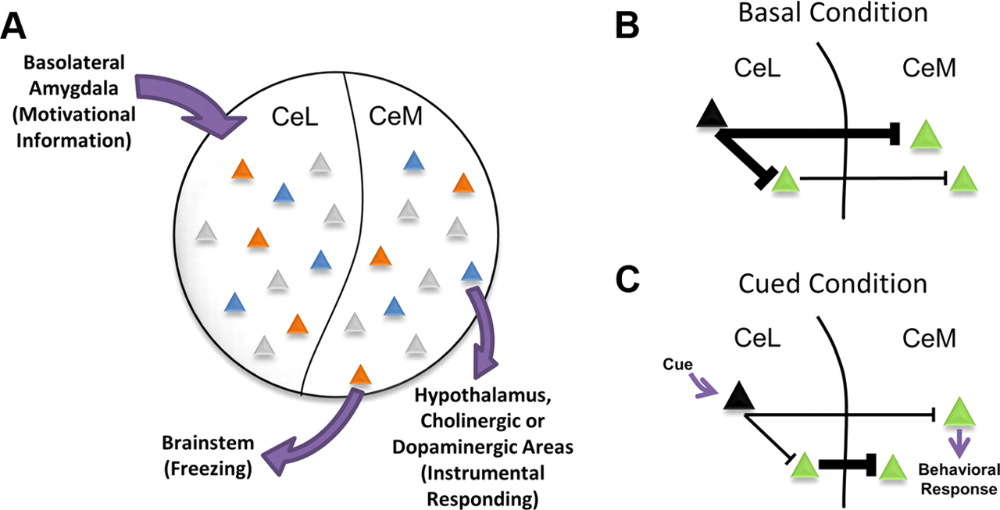 A
Basolateral
Amygdala
(Motivational
Information)
CeL
CeM
Brainstem
(Freezing)
Hypothalamus,
Cholinergic or
Dopaminergic Areas
(Instrumental
Responding)
B
Basal Condition
CeL
CeM
C
Cued Condition
CeL
CeM
Cue
Behavioral
Response